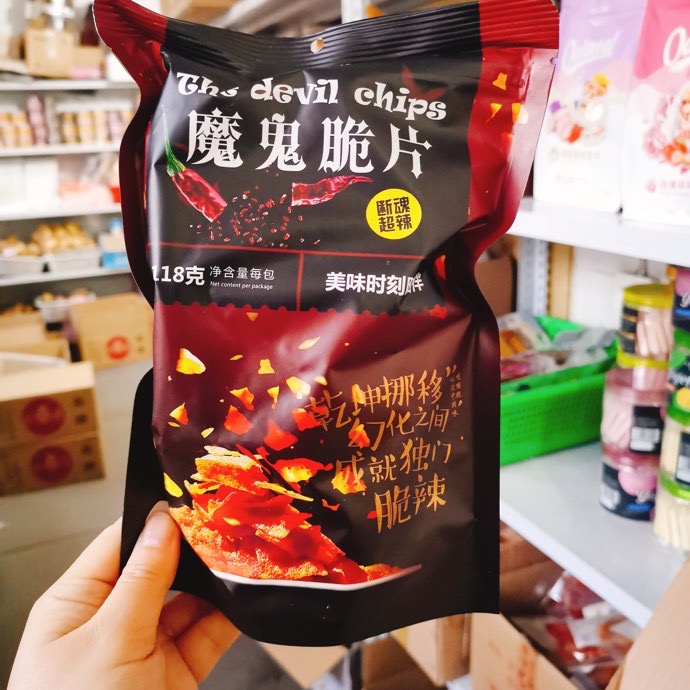 The devil chips
魔鬼脆片
断魂
超辣
118克 净含量每包
Net content per package
美味时刻
乾坤挪移
幻化之间
成就独门
脆辣
Oatmeal